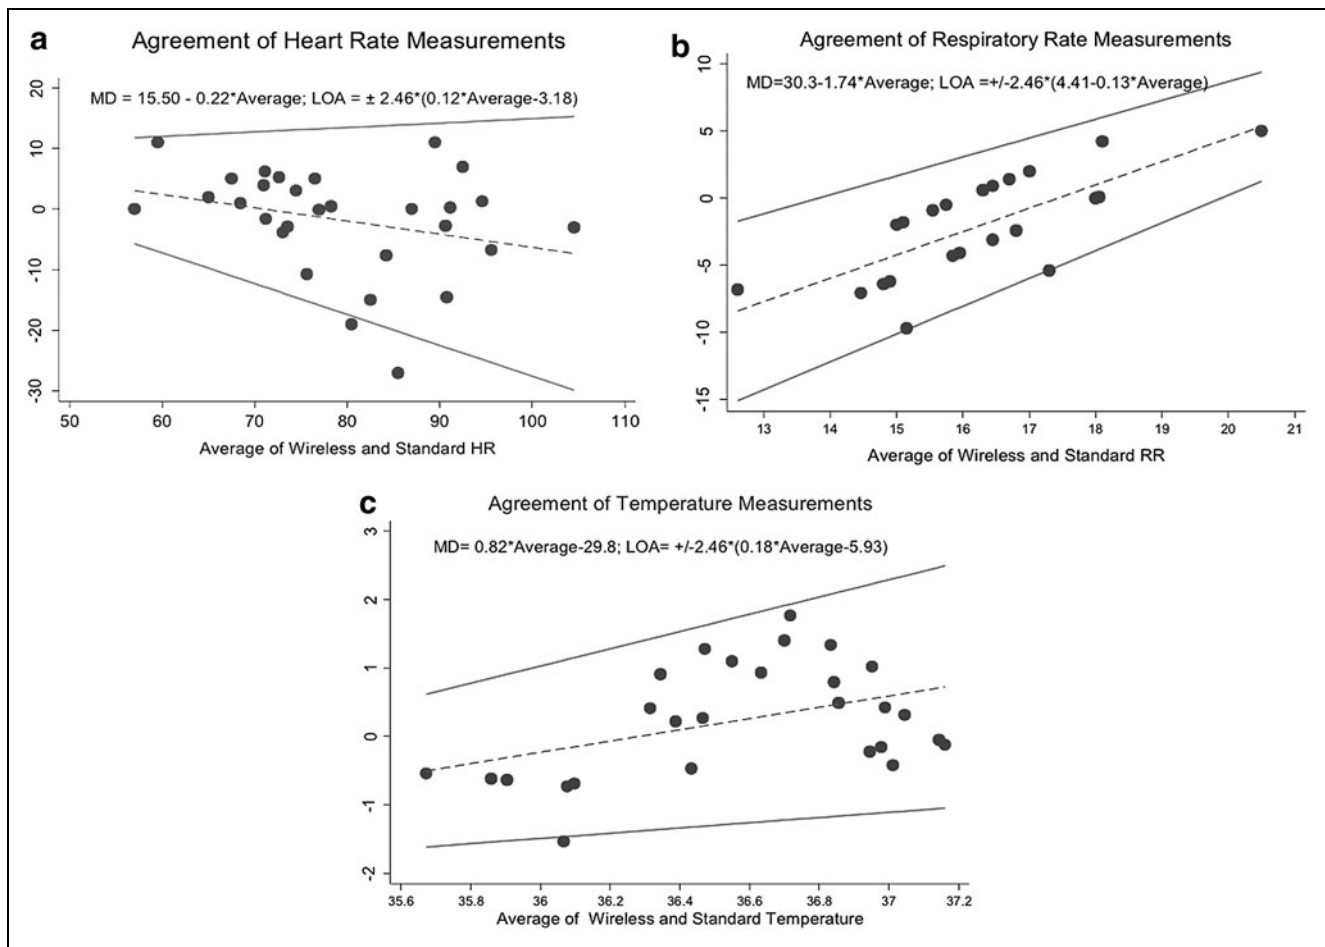 a
Agreement of Heart Rate Measurements
MD = 15.50 - 0.22*Average; LOA = ± 2.46*(0.12*Average-3.18)
20
10
0
-10
-20
-30
50 60 70 80 90 100 110
Average of Wireless and Standard HR
b
Agreement of Respiratory Rate Measurements
MD=30.3-1.74*Average; LOA =+/-2.46*(4.41-0.13*Average)
10
5
0
-5
-10
-15
13 14 15 16 17 18 19 20 21
Average of Wireless and Standard RR
c
Agreement of Temperature Measurements
MD= 0.82*Average-29.8; LOA= +/-2.46*(0.18*Average-5.93)
3
2
1
0
-1
-2
35.6 35.8 36 36.2 36.4 36.6 36.8 37 37.2
Average of Wireless and Standard Temperature